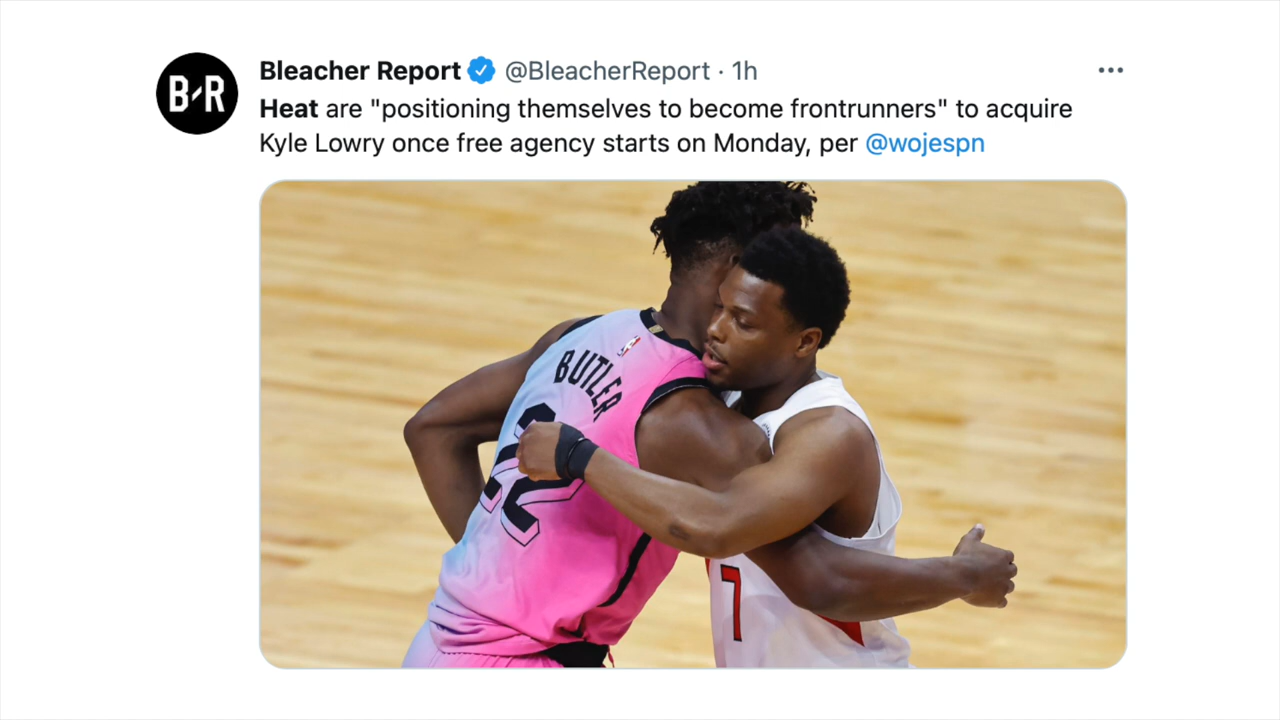 B/R
Bleacher Report @BleacherReport · 1h
Heat are "positioning themselves to become frontrunners" to acquire
Kyle Lowry once free agency starts on Monday, per @wojespn
BUTLER
22
7